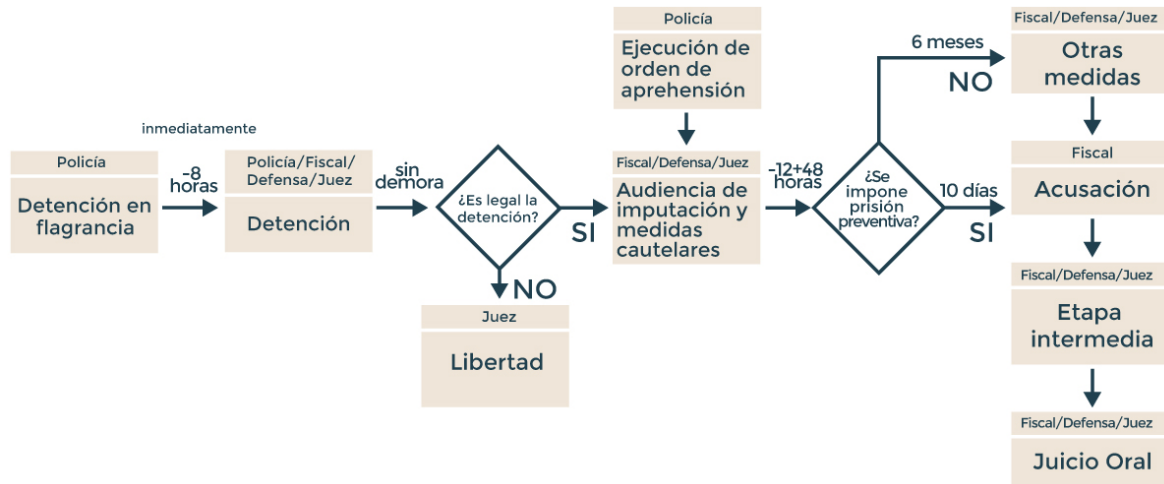 inmediatamente
Policía
Detención en
flagrancia
-8
horas
Policía/Fiscal/
Defensa/Juez
Detención
sin
demora
¿Es legal la
detención?
SI
NO
Juez
Libertad
Policía
Ejecución de
orden de
aprehensión
Fiscal/Defensa/Juez
Audiencia de
imputación y
medidas
cautelares
-12+48
horas
¿Se
impone
prisión
preventiva?
6 meses
NO
10 días
SI
Fiscal/Defensa/Juez
Otras
medidas
Fiscal
Acusación
Fiscal/Defensa/Juez
Etapa
intermedia
Fiscal/Defensa/Juez
Juicio Oral